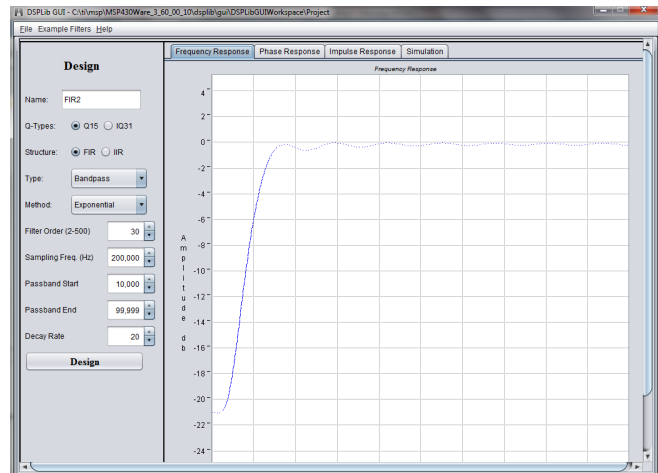 DSPLib GUI - C:\ti\msp\MSP430Ware_3_60_00_10\dsplib\gui\DSPLibGUIWorkspace\Project
File Example Filters Help
Design
Name: FIR2
Q-Types: Q15 IQ31
Structure: FIR IIR
Type: Bandpass
Method: Exponential
Filter Order (2-500) 30
Sampling Freq. (Hz) 200,000
Passband Start 10,000
Passband End 99,999
Decay Rate 20
Design
Frequency Response Phase Response Impulse Response Simulation
Frequency Response
4
2
0
-2
-4
-6
-8
-10
-12
-14
-16
-18
-20
-22
-24
Amplitude db